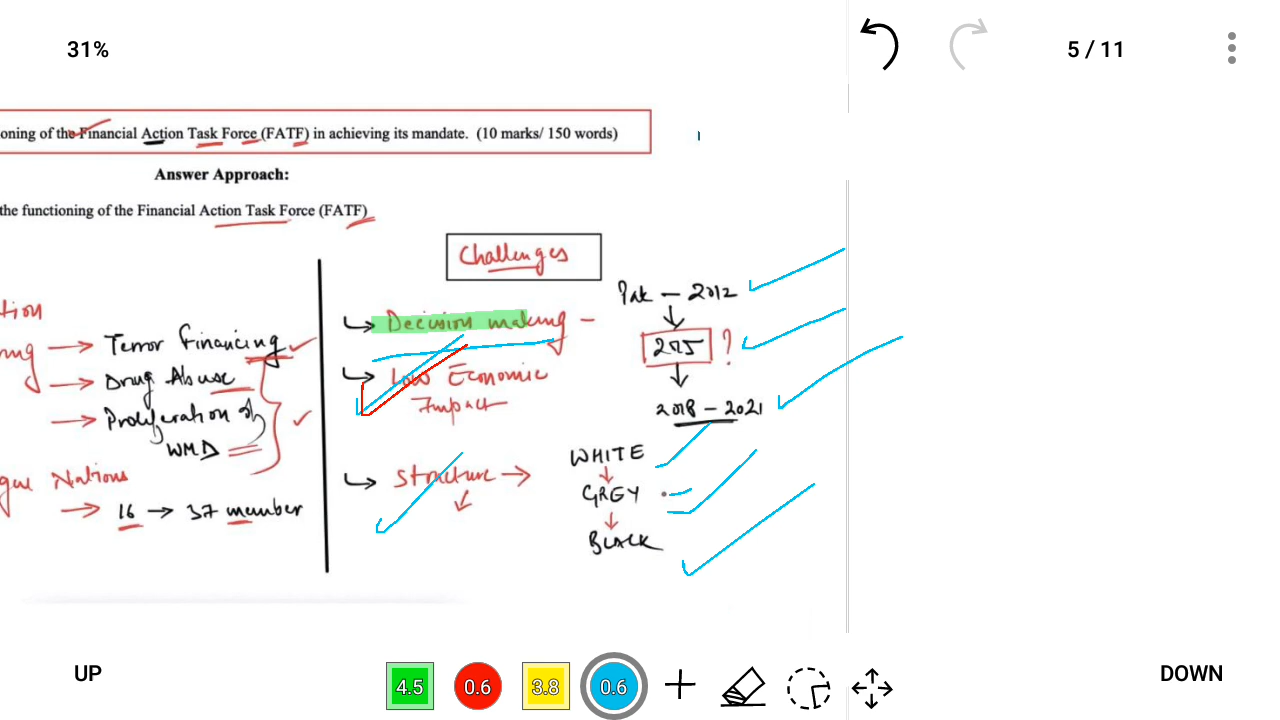 31%
5 / 11
oning of the Financial Action Task Force (FATF) in achieving its mandate. (10 marks/ 150 words)
Answer Approach:
the functioning of the Financial Action Task Force (FATF)
tion
ng → Terror financing
→ Drug Abuse
→ Proliferation of
WMD
gue Nations
→ 16 → 37 member
Challenges
Decision making –
Low Economic
Impact
Structure →
Pak – 2012
↓
2015 ?
↓
2018 – 2021
WHITE
↓
GREY
↓
BLACK
UP
4.5
0.6
3.8
0.6
DOWN